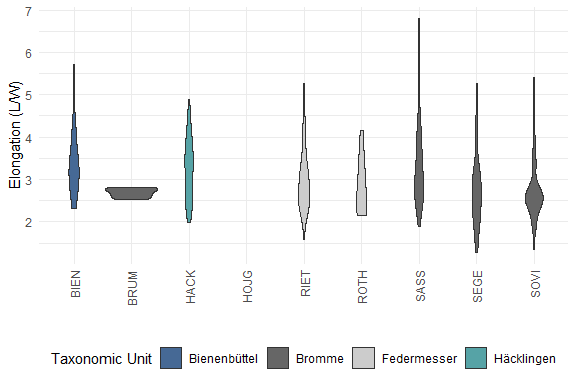 7
6
5
4
3
2
Elongation (L/W)
BIEN
BRUM
HACK
HOJG
RIET
ROTH
SASS
SEGE
SOVI
Taxonomic Unit
Bienenbüttel
Bromme
Federmesser
Häcklingen